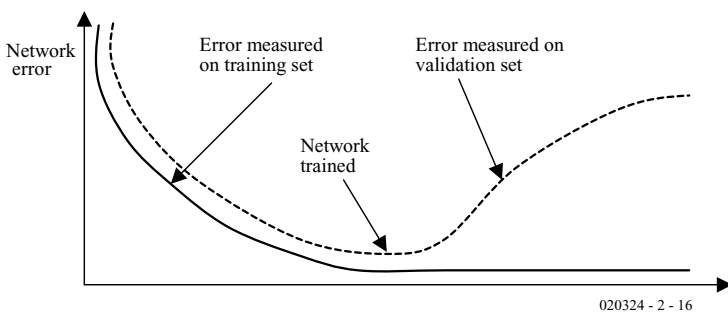 Network
error
Error measured
on training set
Error measured on
validation set
Network
trained
020324 - 2 - 16